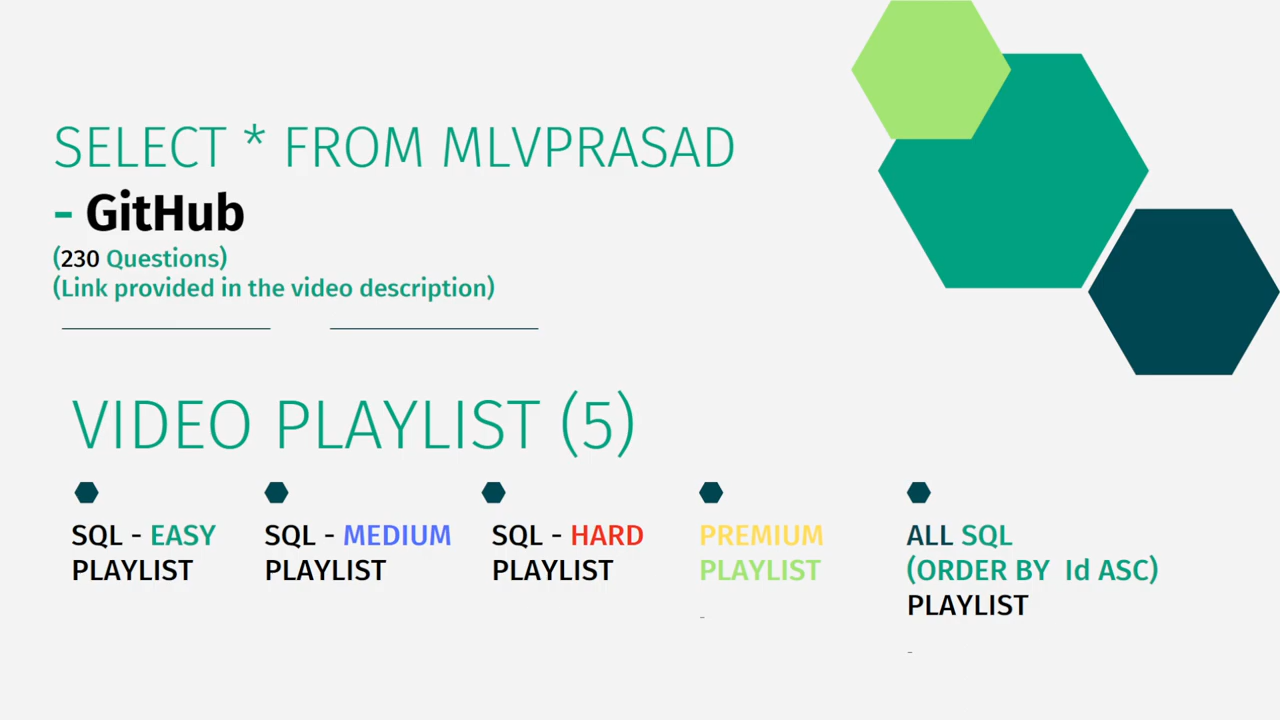 SELECT * FROM MLVPRASAD
- GitHub
(230 Questions)
(Link provided in the video description)
VIDEO PLAYLIST (5)
SQL - EASY
PLAYLIST
SQL - MEDIUM
PLAYLIST
SQL - HARD
PLAYLIST
PREMIUM
PLAYLIST
-
ALL SQL
(ORDER BY Id ASC)
PLAYLIST
-